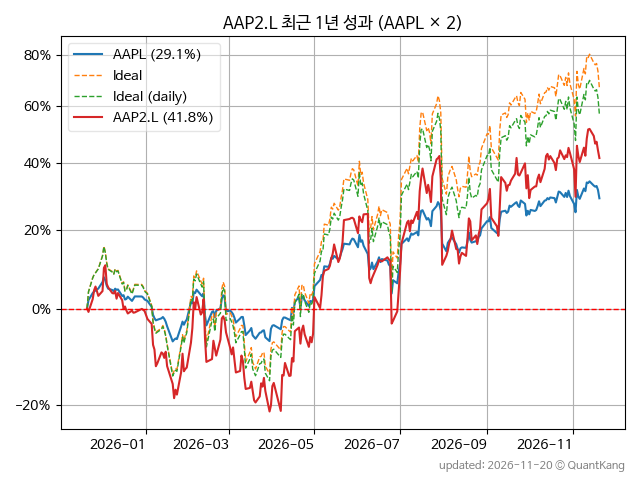 AAP2.L 최근 1년 성과 (AAPL × 2)
AAPL (29.1%)
Ideal
Ideal (daily)
AAP2.L (41.8%)
80%
60%
40%
20%
0%
−20%
2026-01
2026-03
2026-05
2026-07
2026-09
2026-11
updated: 2026-11-20 @ QuantKang